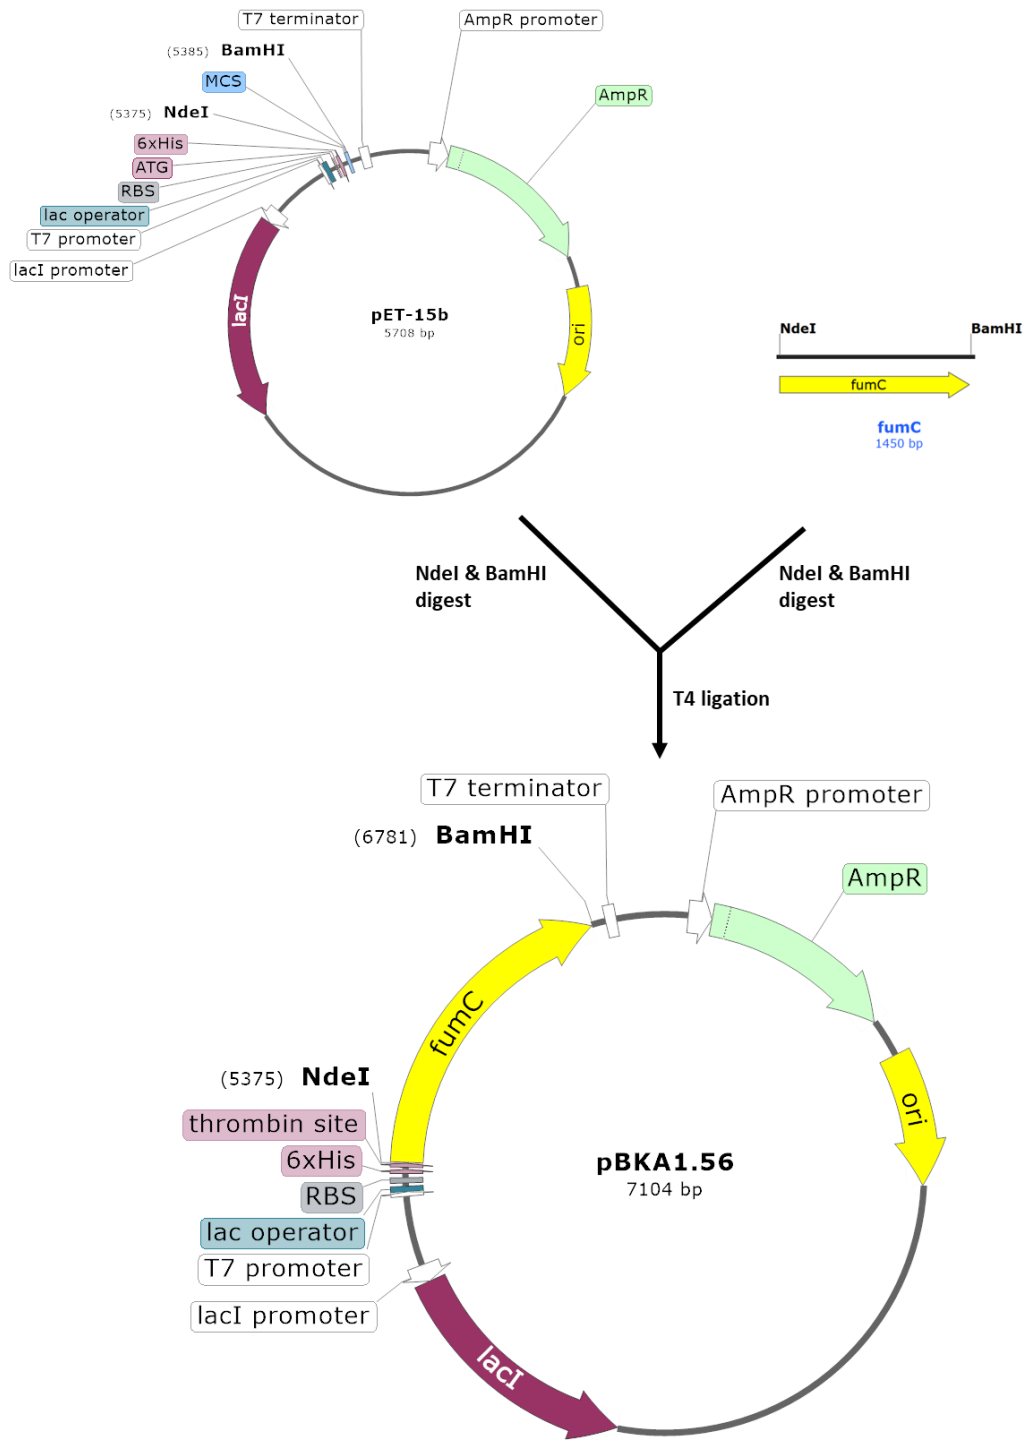 T7 terminator
AmpR promoter
(5385) BamHI
MCS
AmpR
(5375) NdeI
6xHis
ATG
RBS
lac operator
T7 promoter
lacI promoter
lacI
pET-15b
5708 bp
ori
NdeI
BamHI
fumC
fumC
1450 bp
NdeI & BamHI
digest
NdeI & BamHI
digest
T4 ligation
T7 terminator
AmpR promoter
(6781) BamHI
AmpR
fumC
(5375) NdeI
thrombin site
6xHis
RBS
lac operator
T7 promoter
lacI promoter
lacI
pBKA1.56
7104 bp
ori